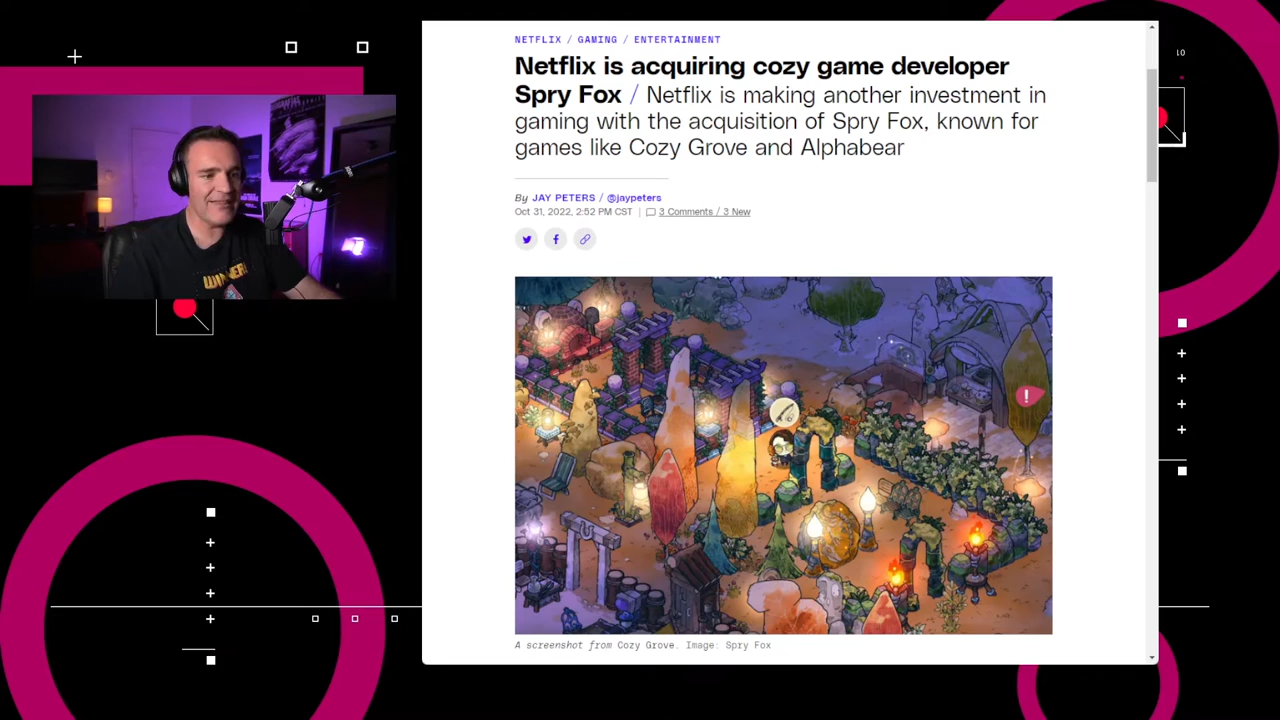 NETFLIX / GAMING / ENTERTAINMENT
Netflix is acquiring cozy game developer
Spry Fox / Netflix is making another investment in
gaming with the acquisition of Spry Fox, known for
games like Cozy Grove and Alphabear
By JAY PETERS / @jaypeters
Oct 31, 2022, 2:52 PM CST | 3 Comments / 3 New
A screenshot from Cozy Grove. Image: Spry Fox
10